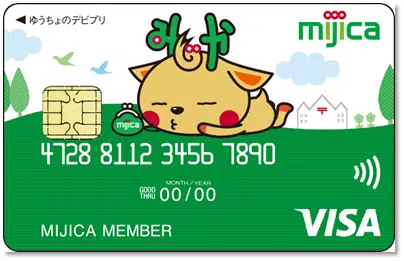 ◀ ゆうちょのデビプリ
みか
mijica
〒
mijica
4728 8112 3456 7890
MONTH/YEAR
GOOD THRU 00/00
MIJICA MEMBER
VISA